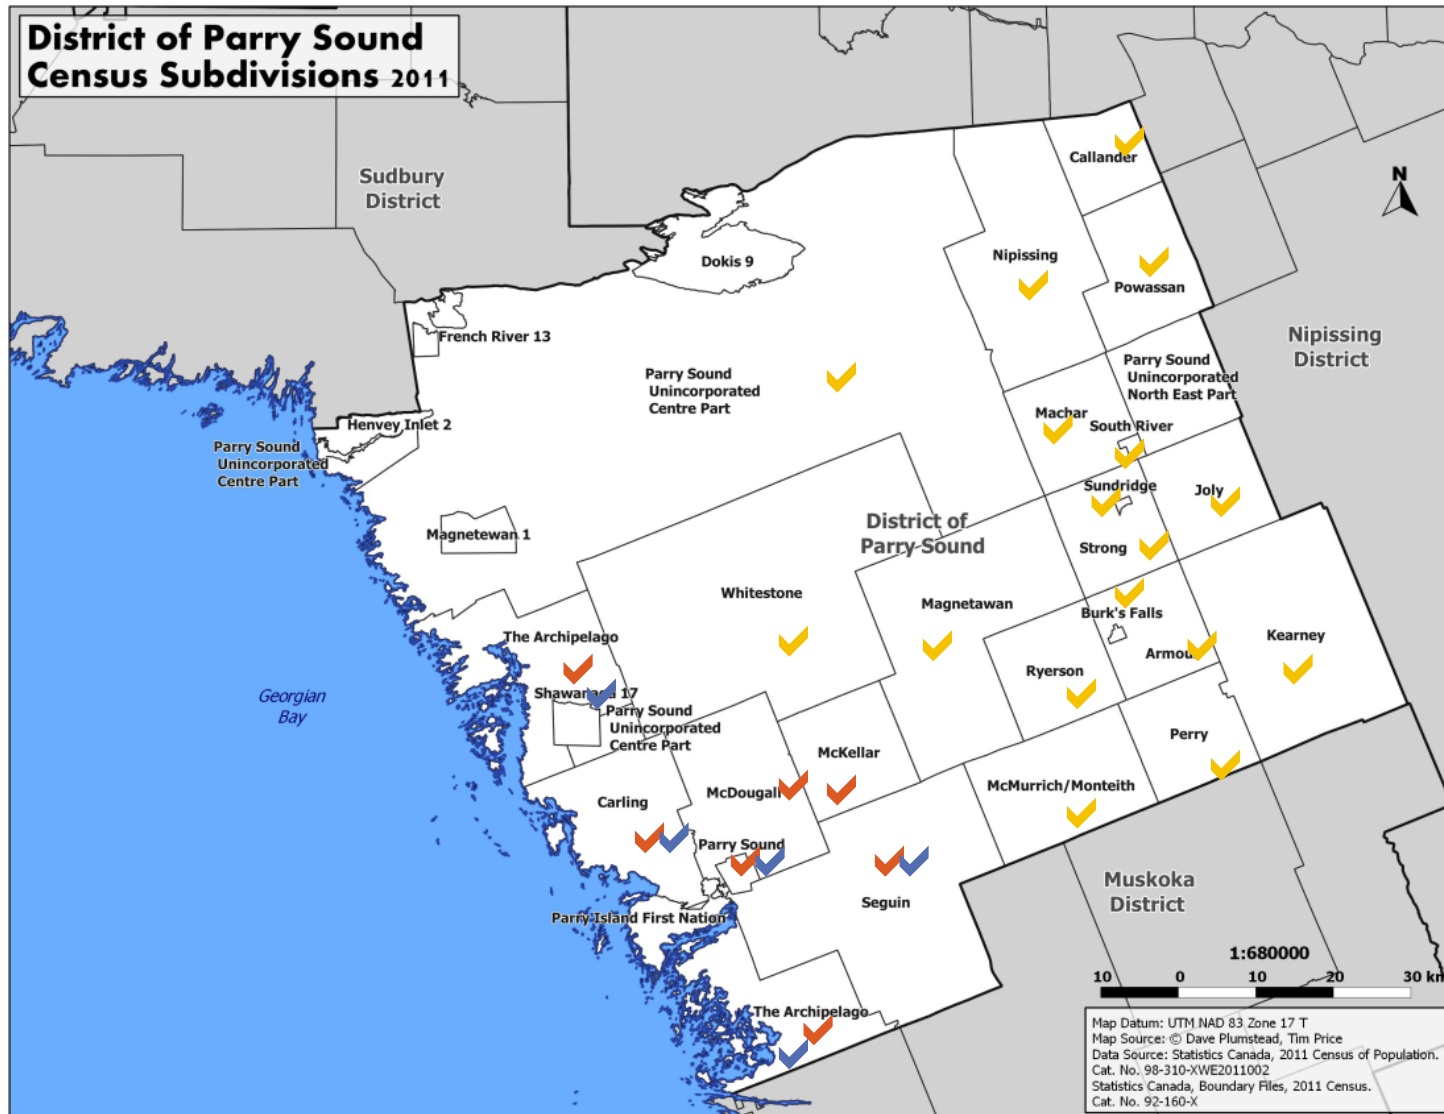 District of Parry Sound
Census Subdivisions 2011
Sudbury
District
Callander
N
Dokis 9
Nipissing
Powassan
French River 13
Nipissing
District
Parry Sound
Unincorporated
Centre Part
Parry Sound
Unincorporated
North East Part
Machar
South River
Henvey Inlet 2
Parry Sound
Unincorporated
Centre Part
Sundridge
Joly
Magnetewan 1
District of
Parry Sound
Strong
Whitestone
Magnetawan
Burk's Falls
Kearney
The Archipelago
Armour
Ryerson
Georgian
Bay
Shawanaga 17
Parry Sound
Unincorporated
Centre Part
Perry
McKellar
McMurrich/Monteith
McDougall
Carling
Parry Sound
Muskoka
District
Seguin
Parry Island First Nation
1:680000
10 0 10 20 30 km
The Archipelago
Map Datum: UTM NAD 83 Zone 17 T
Map Source: © Dave Plumstead, Tim Price
Data Source: Statistics Canada, 2011 Census of Population.
Cat. No. 98-310-XWE2011002
Statistics Canada, Boundary Files, 2011 Census.
Cat. No. 92-160-X